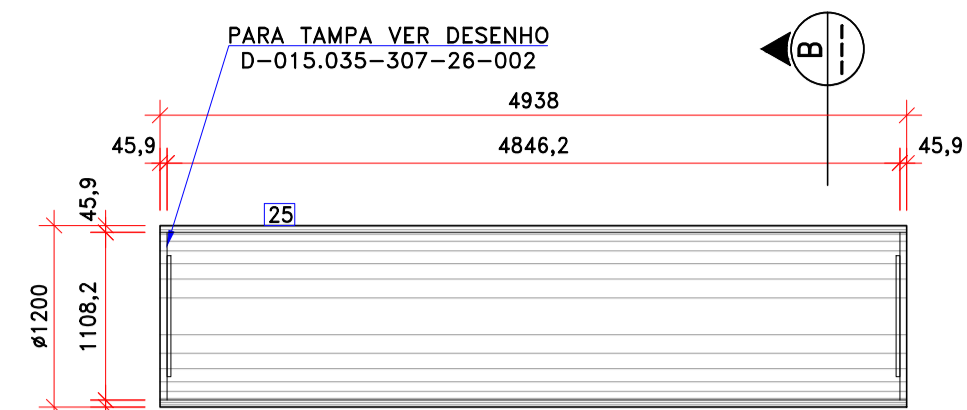 PARA TAMPA VER DESENHO
D-015.035-307-26-002
B
4938
45,9
4846,2
45,9
45,9
25
ø1200
1108,2